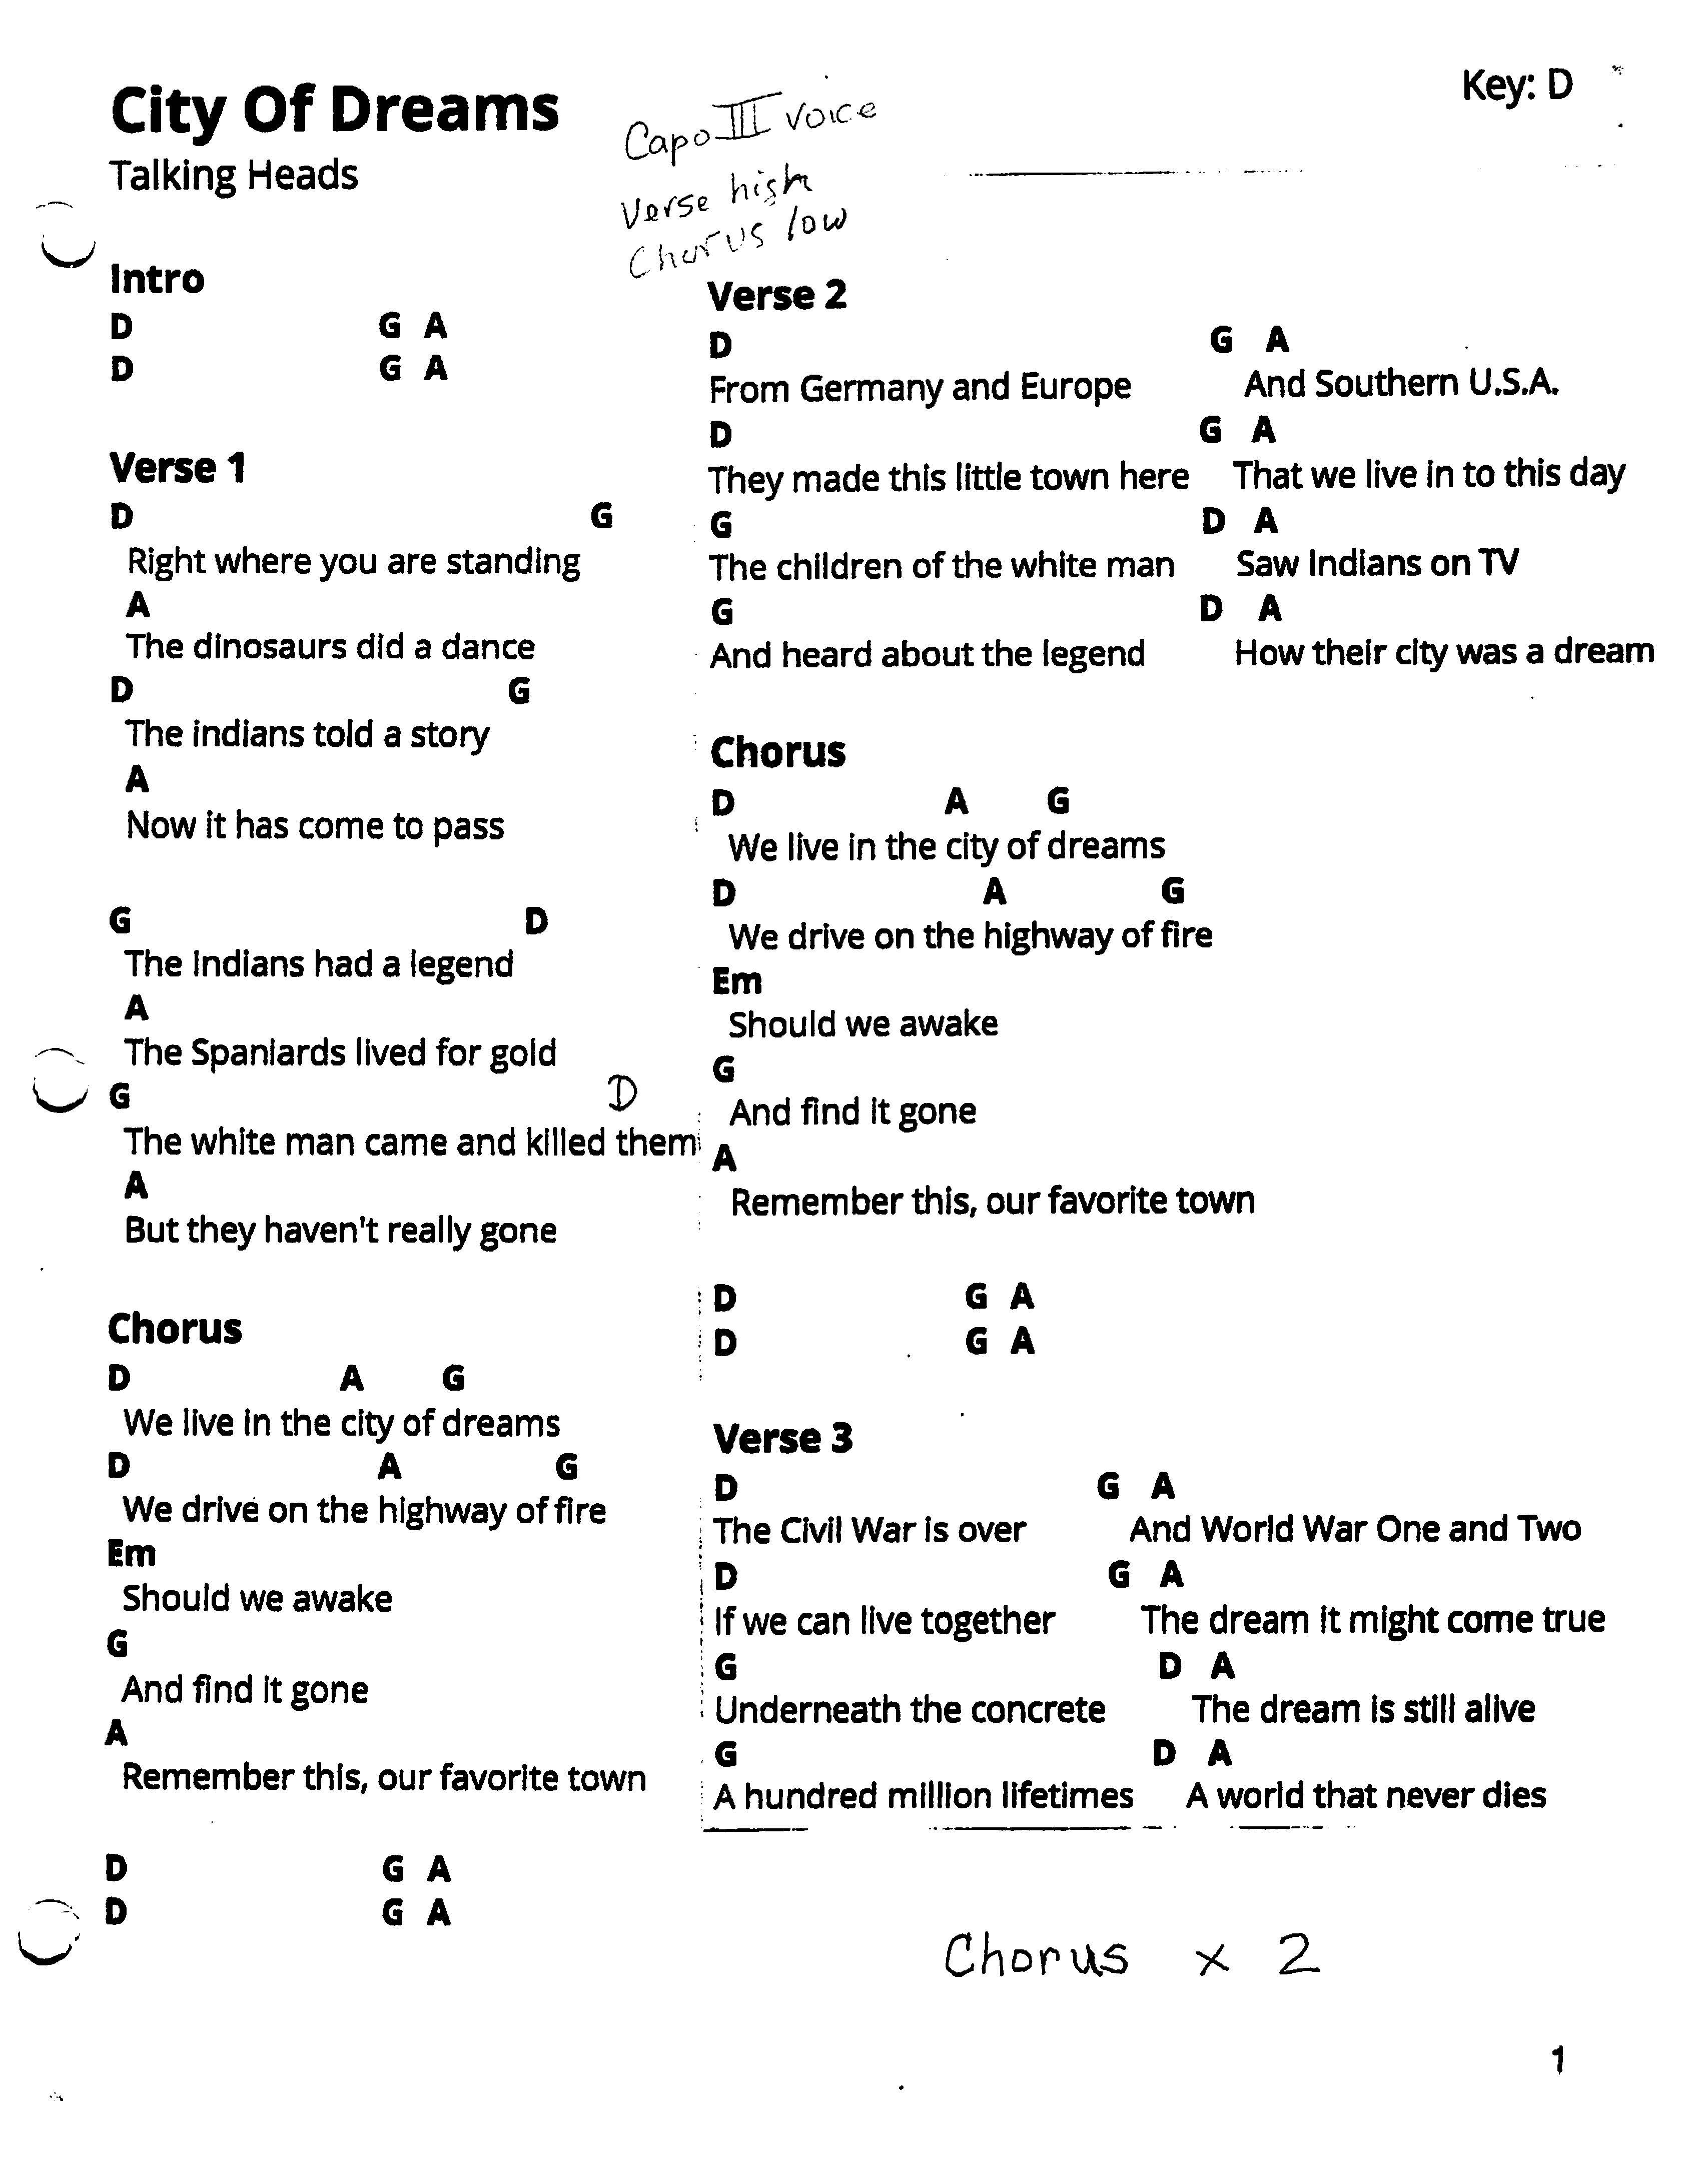 City Of Dreams
Key: D
Talking Heads
Capo III voice
Verse high
Chorus low
Intro
D G A
D G A
Verse 1
D G
Right where you are standing
A
The dinosaurs did a dance
D G
The indians told a story
A
Now it has come to pass
G D
The Indians had a legend
A
The Spaniards lived for gold
G D
The white man came and killed them
A
But they haven't really gone
Chorus
D A G
We live in the city of dreams
D A G
We drive on the highway of fire
Em
Should we awake
G
And find it gone
A
Remember this, our favorite town
D G A
D G A
Verse 2
D G A
From Germany and Europe And Southern U.S.A.
D G A
They made this little town here That we live in to this day
G D A
The children of the white man Saw Indians on TV
G D A
And heard about the legend How their city was a dream
Chorus
D A G
We live in the city of dreams
D A G
We drive on the highway of fire
Em
Should we awake
G
And find it gone
A
Remember this, our favorite town
D G A
D G A
Verse 3
D G A
The Civil War is over And World War One and Two
D G A
If we can live together The dream it might come true
G D A
Underneath the concrete The dream is still alive
G D A
A hundred million lifetimes A world that never dies
Chorus x 2
1